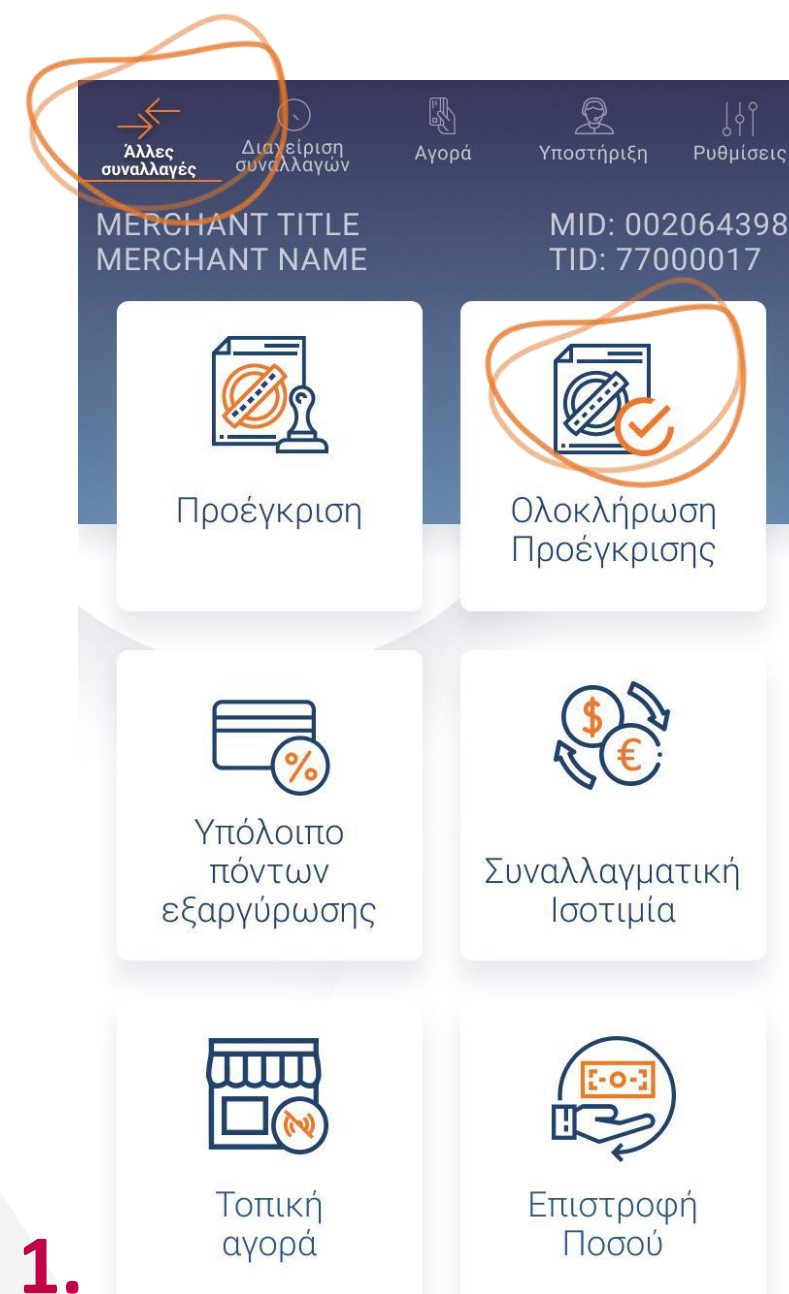 Άλλες
συναλλαγές
Διαχείριση
συναλλαγών
Αγορά
Υποστήριξη
Ρυθμίσεις
MERCHANT TITLE
MID: 002064398
MERCHANT NAME
TID: 77000017
Προέγκριση
Ολοκλήρωση
Προέγκρισης
%
$
€
Υπόλοιπο
πόντων
εξαργύρωσης
Συναλλαγματική
Ισοτιμία
Τοπική
αγορά
Επιστροφή
Ποσού
1.